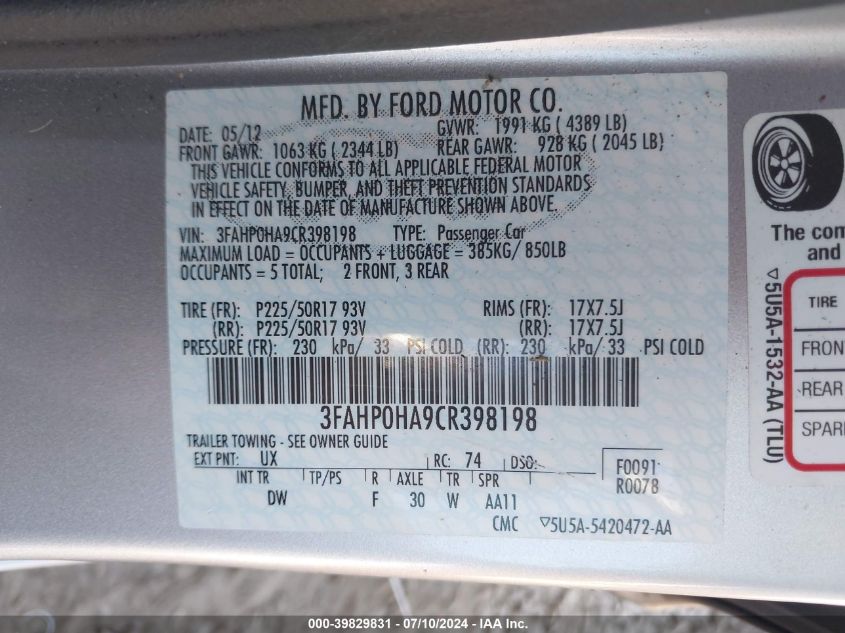 MFD. BY FORD MOTOR CO.
DATE: 05/12 GVWR: 1991 KG ( 4389 LB)
FRONT GAWR: 1063 KG ( 2344 LB) REAR GAWR: 928 KG ( 2045 LB)
THIS VEHICLE CONFORMS TO ALL APPLICABLE FEDERAL MOTOR
VEHICLE SAFETY, BUMPER, AND THEFT PREVENTION STANDARDS
IN EFFECT ON THE DATE OF MANUFACTURE SHOWN ABOVE.
VIN: 3FAHP0HA9CR398198 TYPE: Passenger Car
MAXIMUM LOAD = OCCUPANTS + LUGGAGE = 385KG/ 850LB
OCCUPANTS = 5 TOTAL; 2 FRONT, 3 REAR
TIRE (FR): P225/50R17 93V RIMS (FR): 17X7.5J
(RR): P225/50R17 93V (RR): 17X7.5J
PRESSURE (FR): 230 kPa/ 33 PSI COLD (RR): 230 kPa/ 33 PSI COLD
3FAHP0HA9CR398198
TRAILER TOWING - SEE OWNER GUIDE
EXT PNT: UX RC: 74 DSO:
F0091
R0078
INT TR TP/PS R AXLE TR SPR
DW F 30 W AA11
CMC ▽5U5A-5420472-AA
The com
and
▽5U5A-1532-AA (TLU)
TIRE
FRON
REAR
SPAR
000-39829831 - 07/10/2024 - IAA Inc.